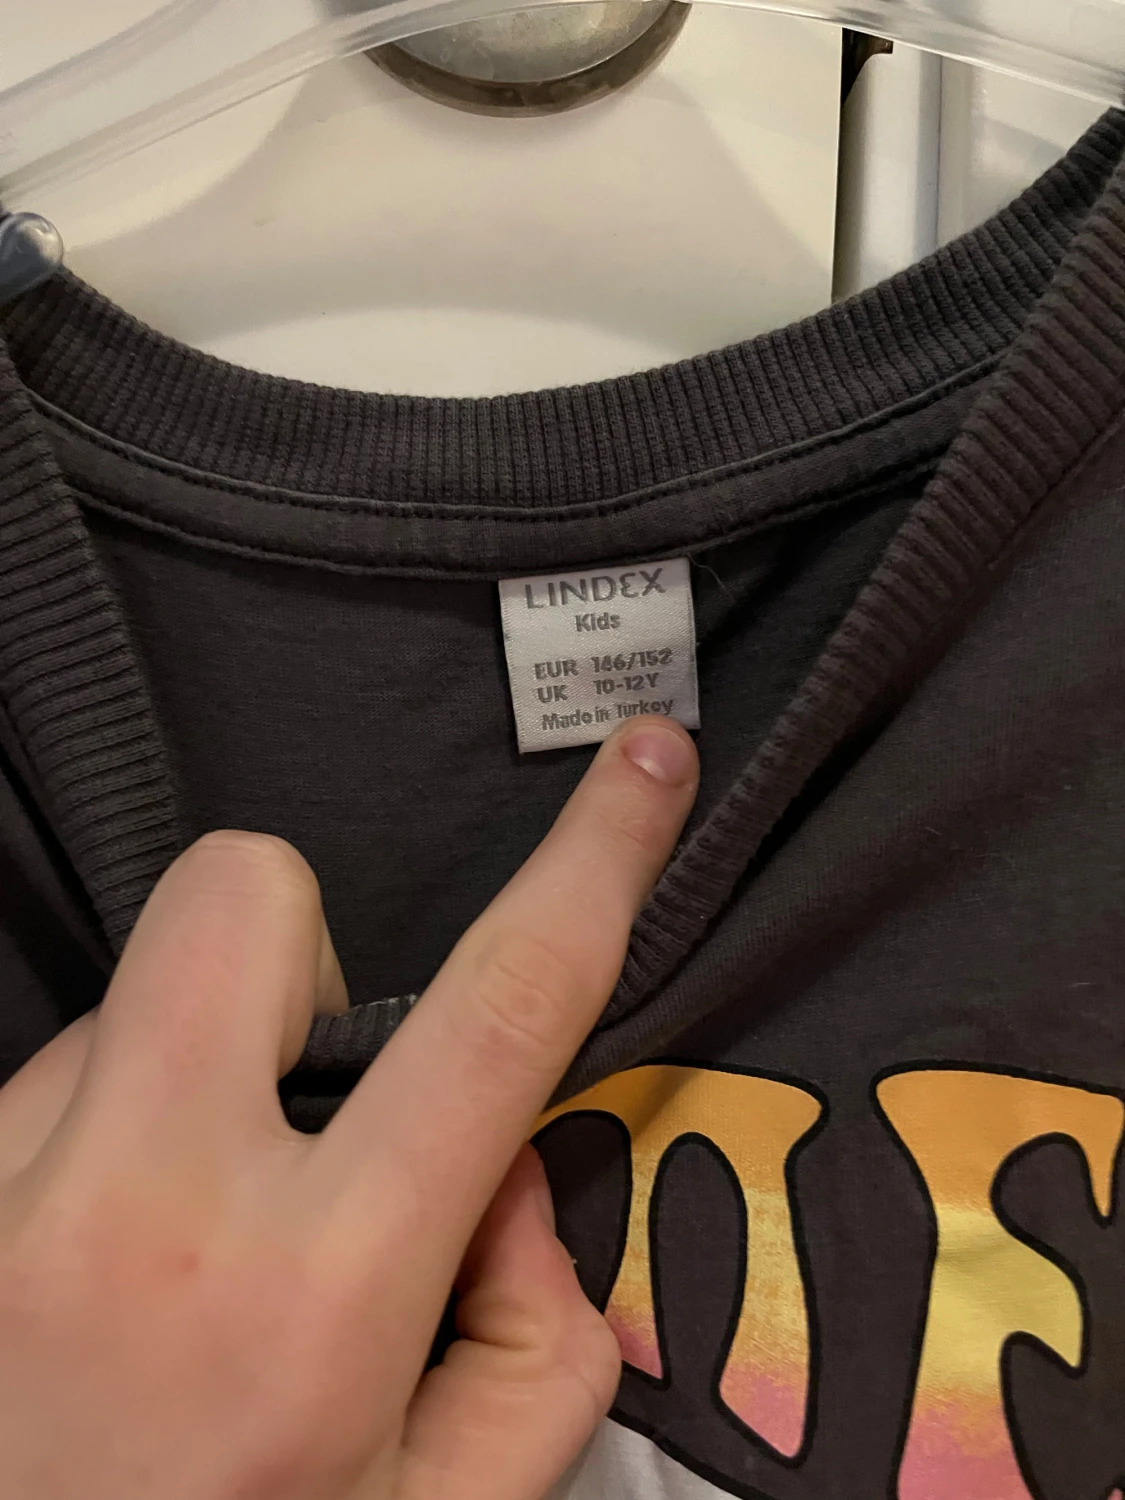 LINDEX
Kids
EUR 146/152
UK 10-12Y
Made in Turkey